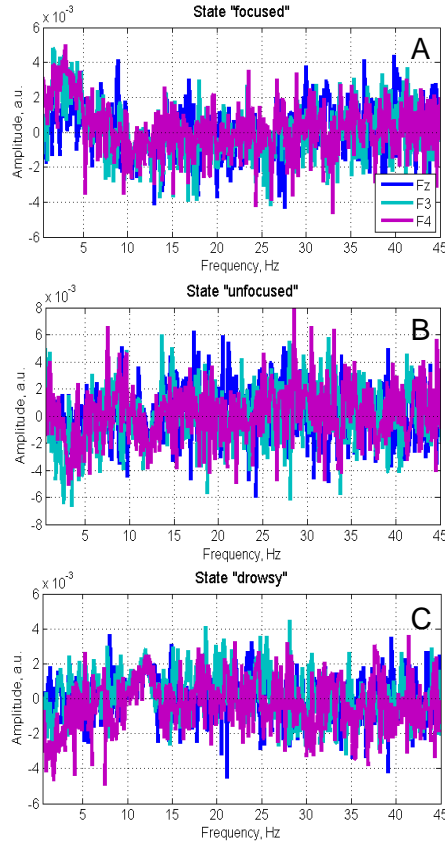 State "focused"
x 10⁻³
A
6
4
2
0
-2
-4
-6
Amplitude, a.u.
Fz
F3
F4
5 10 15 20 25 30 35 40 45
Frequency, Hz
State "unfocused"
x 10⁻³
B
8
6
4
2
0
-2
-4
-6
-8
Amplitude, a.u.
5 10 15 20 25 30 35 40 45
Frequency, Hz
State "drowsy"
x 10⁻³
C
6
4
2
0
-2
-4
-6
Amplitude, a.u.
5 10 15 20 25 30 35 40 45
Frequency, Hz